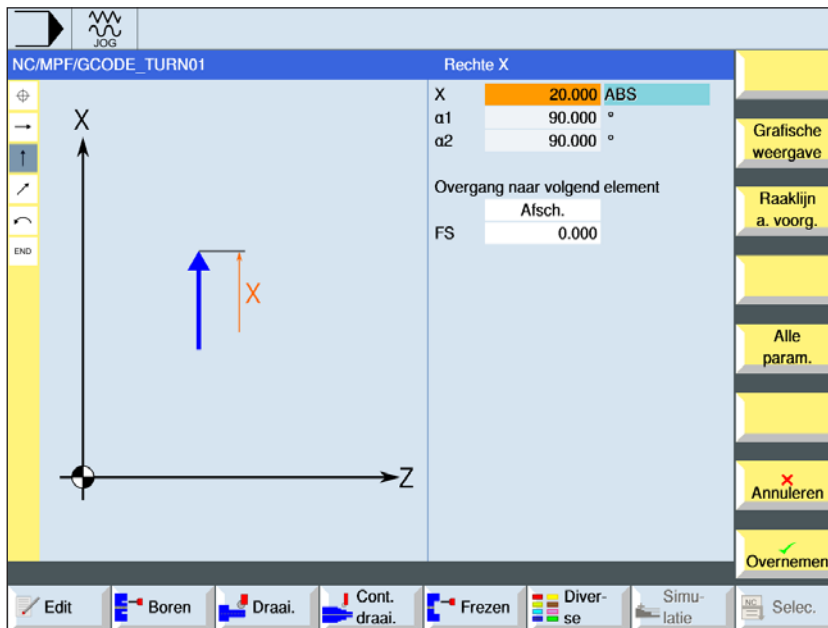 JOG
NC/MPF/GCODE_TURN01
Rechte X
X 20.000 ABS
α1 90.000 °
α2 90.000 °
Overgang naar volgend element
Afsch.
FS 0.000
END
X
X
Z
Grafische
weergave
Raaklijn
a. voorg.
Alle
param.
Annuleren
Overnemen
Edit
Boren
Draai.
Cont.
draai.
Frezen
Diver-
se
Simu-
latie
NC
Selec.